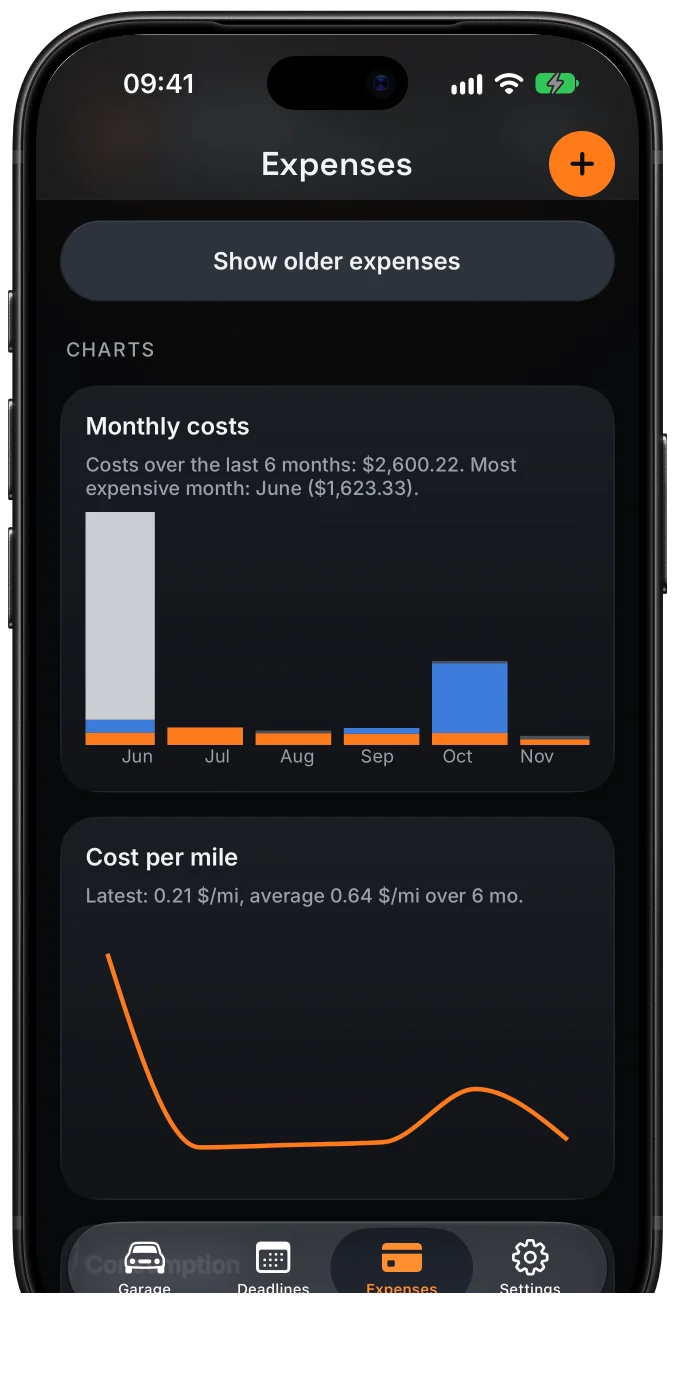 09:41
Expenses
Show older expenses
CHARTS
Monthly costs
Costs over the last 6 months: $2,600.22. Most
expensive month: June ($1,623.33).
Jun Jul Aug Sep Oct Nov
Cost per mile
Latest: 0.21 $/mi, average 0.64 $/mi over 6 mo.
Consumption
Garage Deadlines Expenses Settings